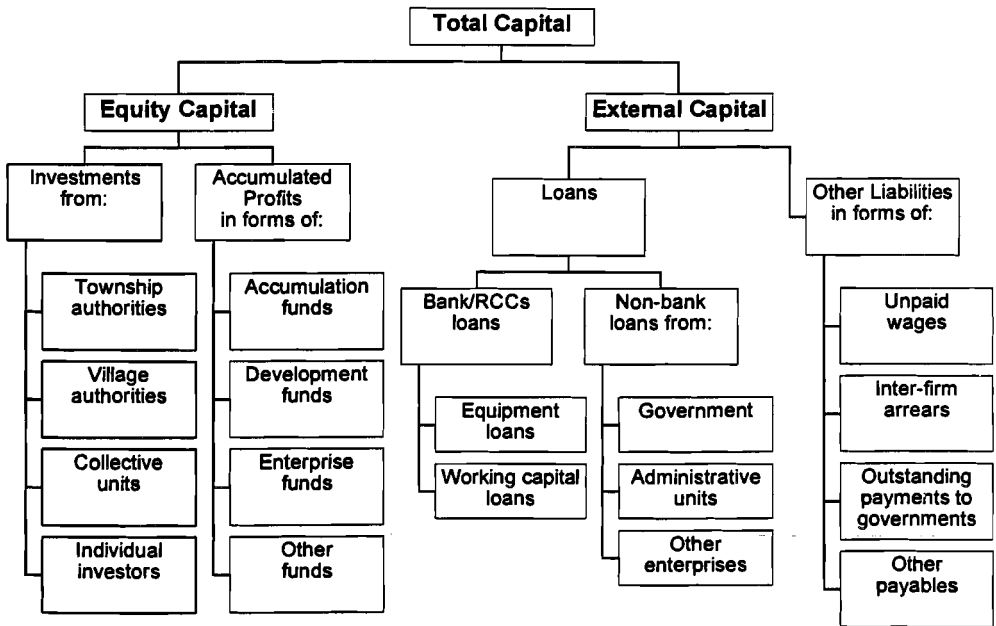 Total Capital
Equity Capital
External Capital
Investments
from:
Accumulated
Profits
in forms of:
Loans
Other Liabilities
in forms of:
Township
authorities
Village
authorities
Collective
units
Individual
investors
Accumulation
funds
Development
funds
Enterprise
funds
Other
funds
Bank/RCCs
loans
Non-bank
loans from:
Equipment
loans
Working capital
loans
Government
Administrative
units
Other
enterprises
Unpaid
wages
Inter-firm
arrears
Outstanding
payments to
governments
Other
payables